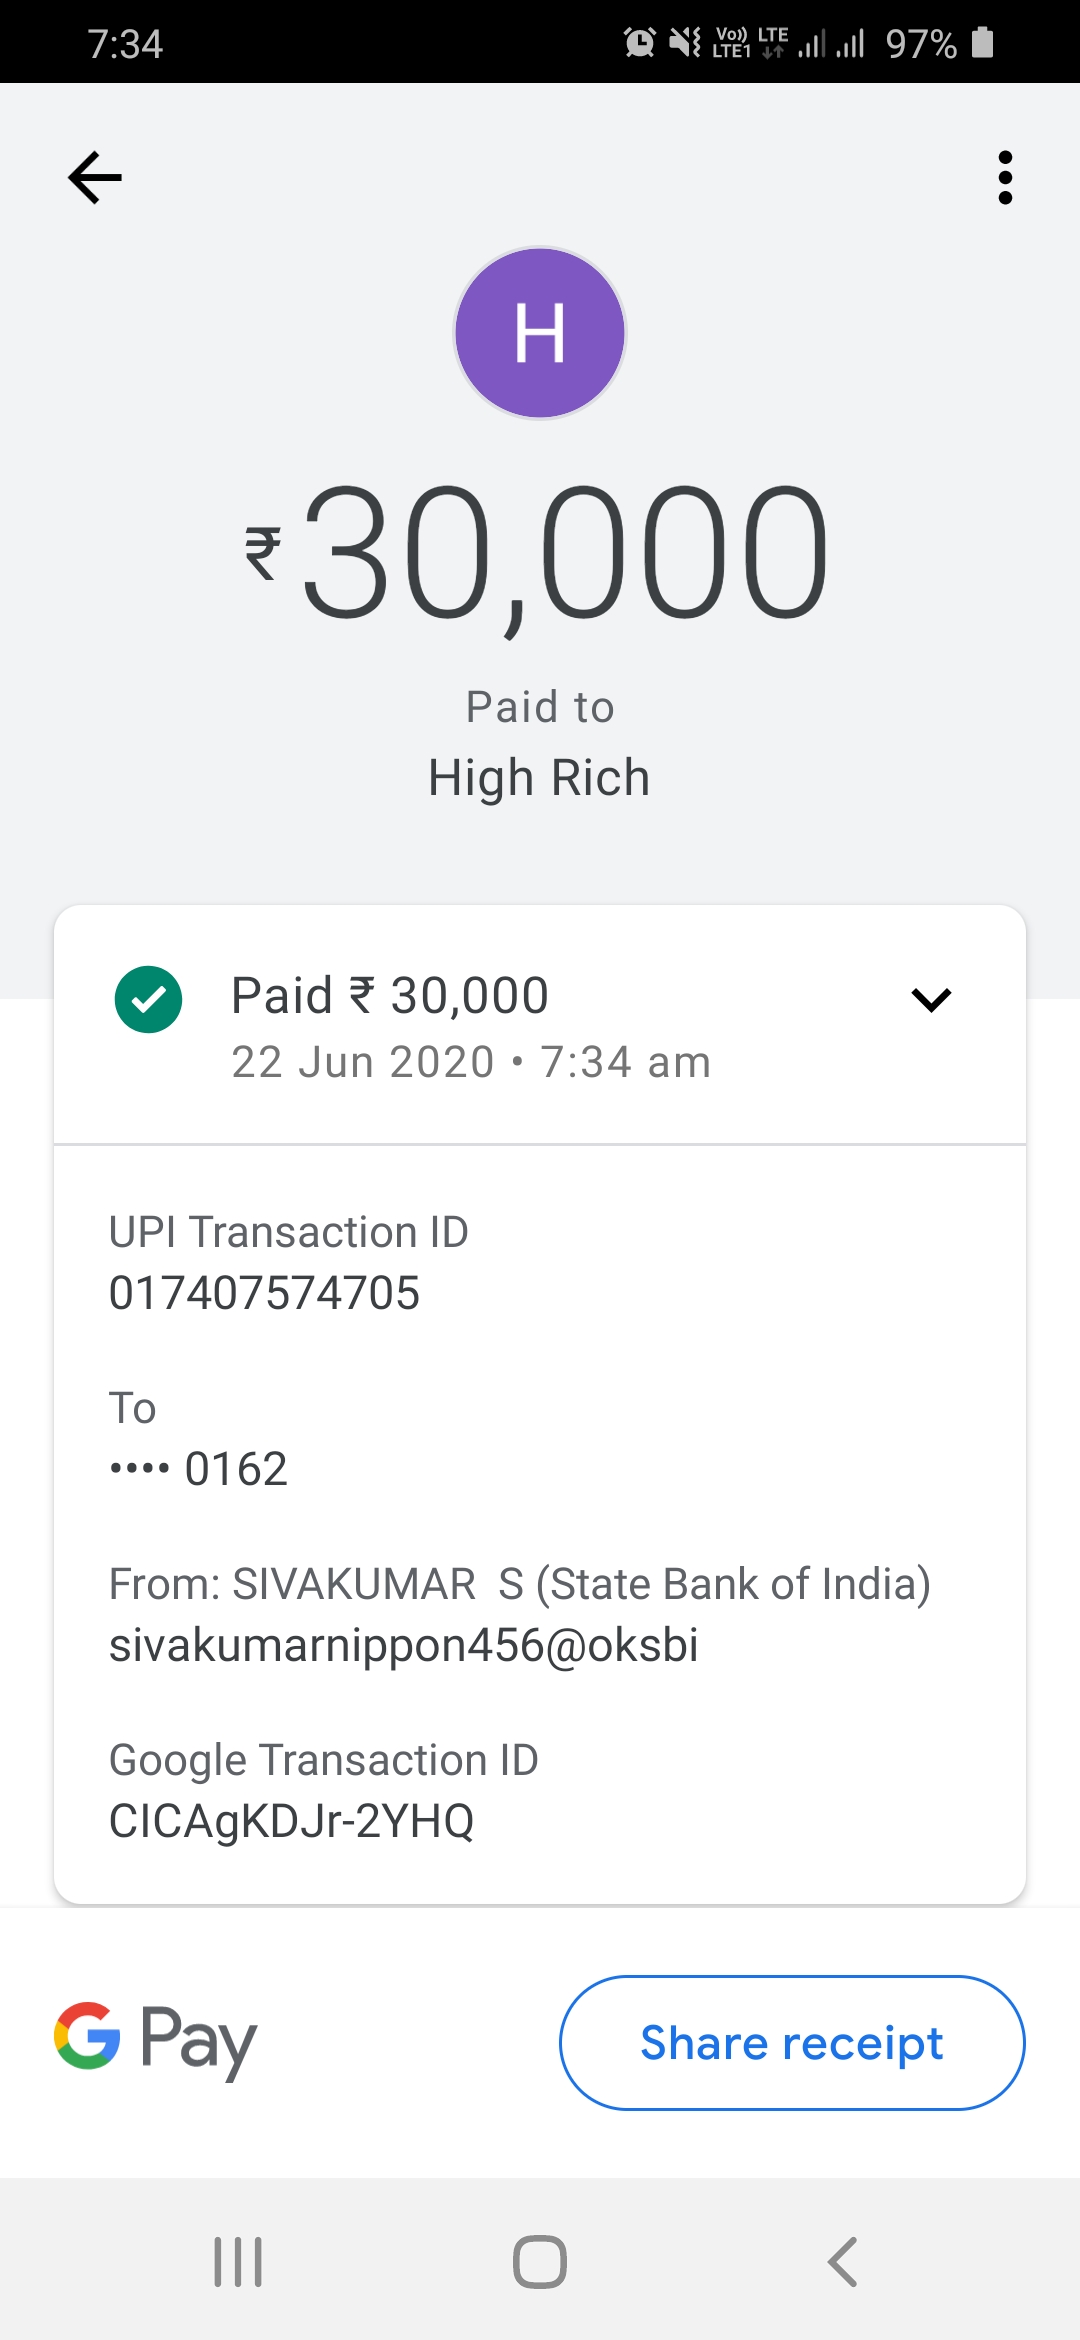 7:34
Vo)) LTE
LTE1
97%
H
₹30,000
Paid to
High Rich
Paid ₹ 30,000
22 Jun 2020 • 7:34 am
UPI Transaction ID
017407574705
To
•••• 0162
From: SIVAKUMAR  S (State Bank of India)
sivakumarnippon456@oksbi
Google Transaction ID
CICAgKDJr-2YHQ
G Pay
Share receipt